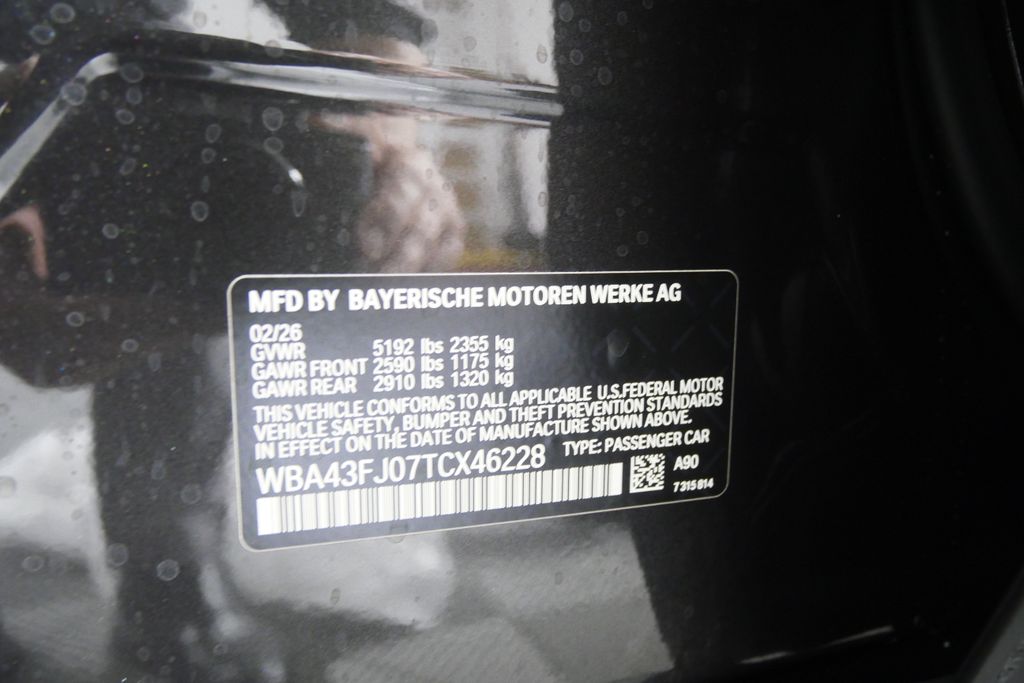 MFD BY BAYERISCHE MOTOREN WERKE AG
02/26
GVWR 5192 lbs 2355 kg
GAWR FRONT 2590 lbs 1175 kg
GAWR REAR 2910 lbs 1320 kg
THIS VEHICLE CONFORMS TO ALL APPLICABLE U.S.FEDERAL MOTOR
VEHICLE SAFETY, BUMPER AND THEFT PREVENTION STANDARDS
IN EFFECT ON THE DATE OF MANUFACTURE SHOWN ABOVE.
TYPE: PASSENGER CAR
WBA43FJ07TCX46228
A90
7315814